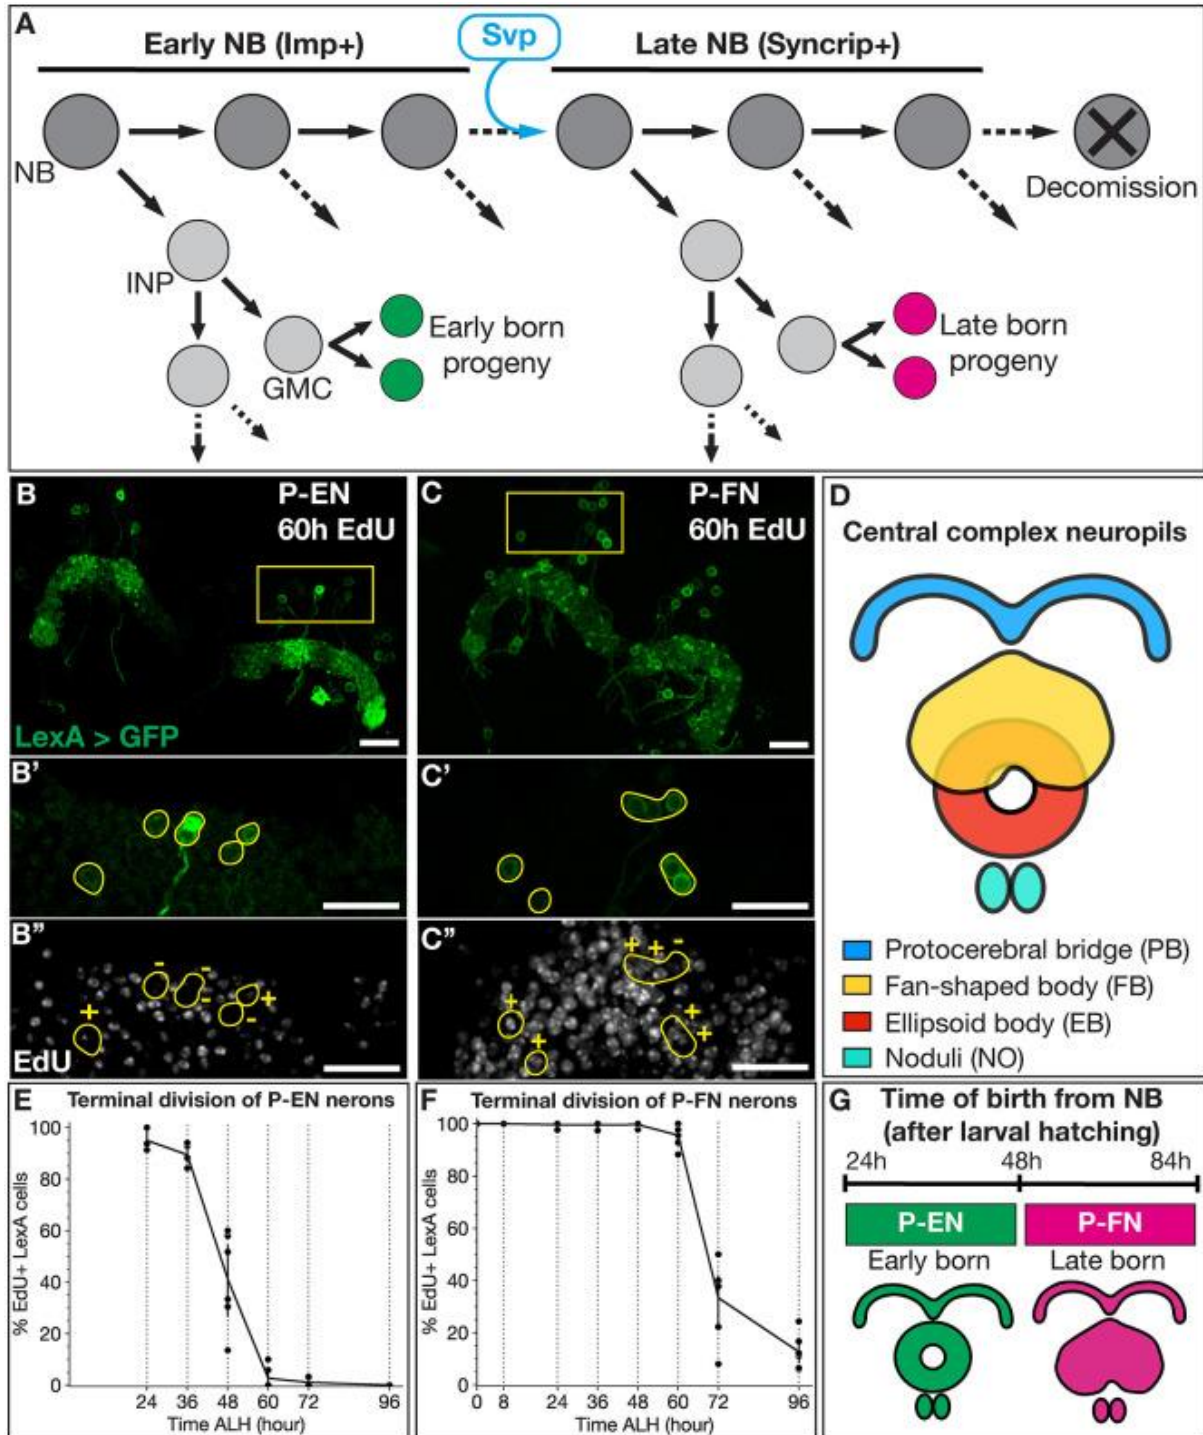 A
Early NB (Imp+)
Svp
Late NB (Syncrip+)
NB
Decomission
INP
GMC
Early born
progeny
Late born
progeny
B
P-EN
60h EdU
LexA > GFP
C
P-FN
60h EdU
B'
C'
B"
- - - - + +
EdU
C"
+ + - + + + +
D
Central complex neuropils
Protocerebral bridge (PB)
Fan-shaped body (FB)
Ellipsoid body (EB)
Noduli (NO)
E
Terminal division of P-EN nerons
% EdU+ LexA cells
100
80
60
40
20
0
24 36 48 60 72 96
Time ALH (hour)
F
Terminal division of P-FN nerons
% EdU+ LexA cells
100
80
60
40
20
0
0 8 24 36 48 60 72 96
Time ALH (hour)
G
Time of birth from NB
(after larval hatching)
24h 48h 84h
P-EN P-FN
Early born Late born